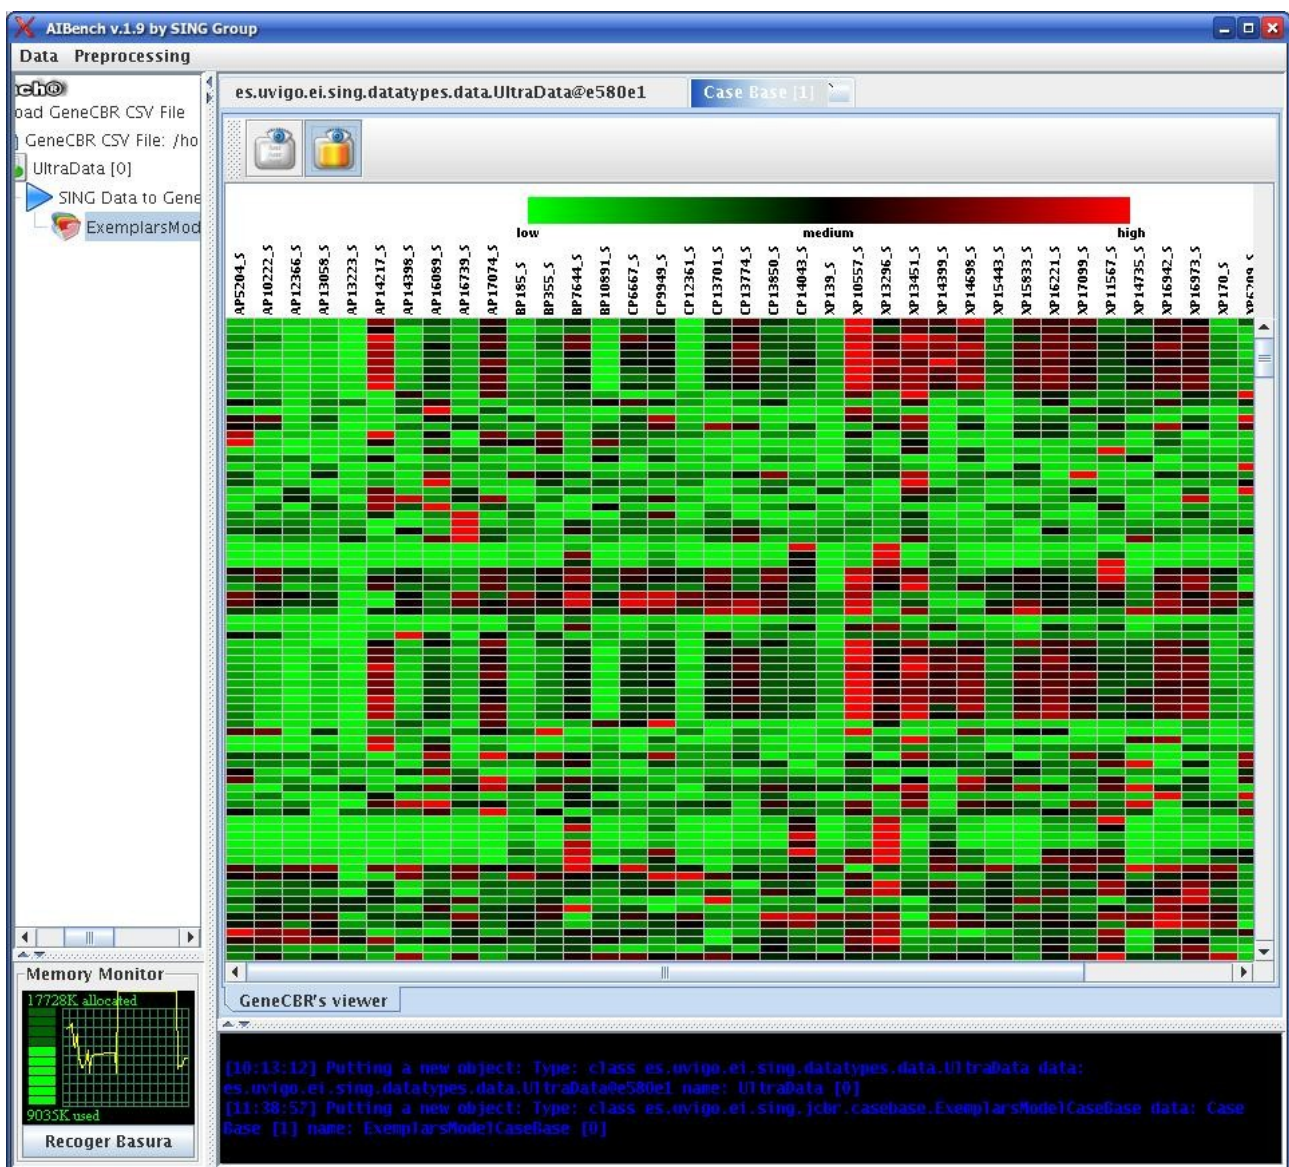 AIBench v.1.9 by SING Group
Data Preprocessing
nch®
oad GeneCBR CSV File
GeneCBR CSV File: /ho
UltraData [0]
SING Data to Gene
ExemplarsMod
es.uvigo.ei.sing.datatypes.data.UltraData@e580e1
Case Base [1]
low medium high
AP5204_S
AP10222_S
AP12366_S
AP13058_S
AP13223_S
AP14217_S
AP14398_S
AP16089_S
AP16739_S
AP17074_S
BP185_S
BP355_S
BP7644_S
BP10891_S
CP6667_S
CP9949_S
CP12361_S
CP13701_S
CP13774_S
CP13850_S
CP14043_S
XP139_S
XP10557_S
XP13296_S
XP13451_S
XP14399_S
XP14698_S
XP15443_S
XP15833_S
XP16221_S
XP17099_S
XP11567_S
XP14735_S
XP16942_S
XP16973_S
XP170_S
XP6209_S
GeneCBR's viewer
Memory Monitor
17728K allocated
9035K used
Recoger Basura
[10:13:12] Putting a new object: Type: class es.uvigo.ei.sing.datatypes.data.UltraData data:
es.uvigo.ei.sing.datatypes.data.UltraData@e580e1 name: UltraData [0]
[11:38:57] Putting a new object: Type: class es.uvigo.ei.sing.jcbr.casebase.ExemplarsModelCaseBase data: Case
Base [1] name: ExemplarsModelCaseBase [0]